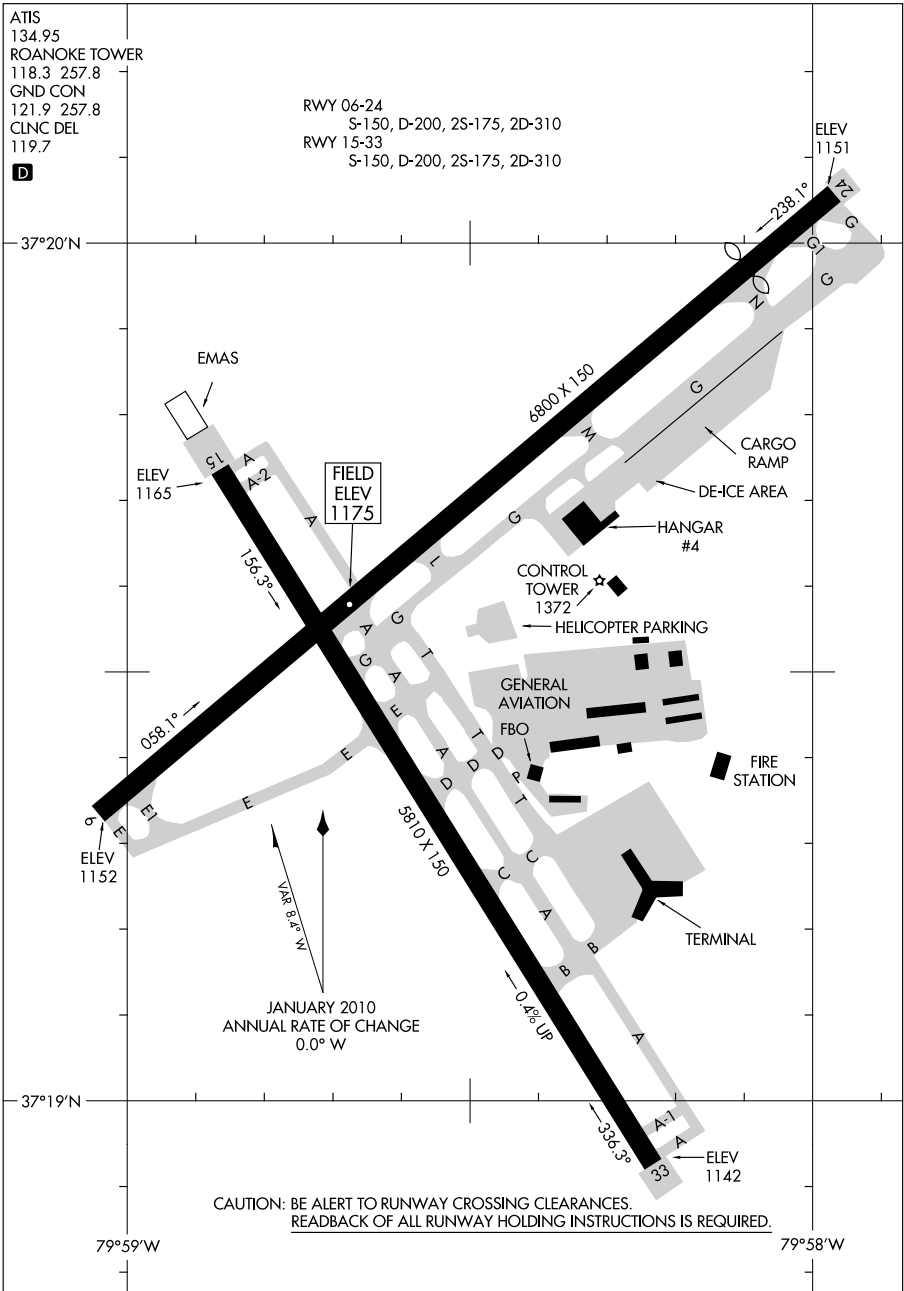 ATIS
134.95
ROANOKE TOWER
118.3 257.8
GND CON
121.9 257.8
CLNC DEL
119.7
D
RWY 06-24
S-150, D-200, 2S-175, 2D-310
RWY 15-33
S-150, D-200, 2S-175, 2D-310
ELEV
1151
24
238.1°
G
G1
G
37°20'N
N
EMAS
6800 X 150
G
W
CARGO
RAMP
15
A
A-2
ELEV
1165
FIELD
ELEV
1175
DE-ICE AREA
A
G
HANGAR
#4
156.3°
L
CONTROL
TOWER
1372
G
A
T
HELICOPTER PARKING
G
A
GENERAL
AVIATION
E
058.1°
T
FBO
E
A
D
D
D
P
T
FIRE
STATION
E
E1
E
6
ELEV
1152
5810 X 150
VAR 8.4° W
C
C
A
TERMINAL
B
B
JANUARY 2010
ANNUAL RATE OF CHANGE
0.0° W
0.4% UP
A
37°19'N
A-1
A
336.3°
33
ELEV
1142
CAUTION: BE ALERT TO RUNWAY CROSSING CLEARANCES.
READBACK OF ALL RUNWAY HOLDING INSTRUCTIONS IS REQUIRED.
79°59'W
79°58'W